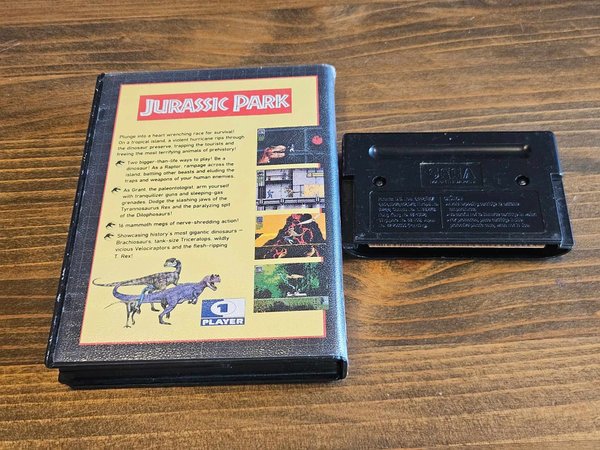 JURASSIC PARK
Plunge into a heart wrenching race for survival!
On a tropical island, a violent hurricane rips through
the dinosaur preserve, trapping the tourists and
freeing the most terrifying animals of prehistory!
Two bigger-than-life ways to play! Be a
dinosaur! As a Raptor, rampage across the
island, battling other beasts and eluding the
traps and weapons of your human enemies.
As Grant, the paleontologist, arm yourself
with tranquilizer guns and sleeping-gas
grenades. Dodge the slashing jaws of the
Tyrannosaurus Rex and the paralyzing spit
of the Dilophosaurs!
16 mammoth megs of nerve-shredding action!
Showcasing history's most gigantic dinosaurs –
Brachiosaurs, tank-size Triceratops, wildly
vicious Velociraptors and the flesh-ripping
T. Rex!
1
PLAYER
SEGA